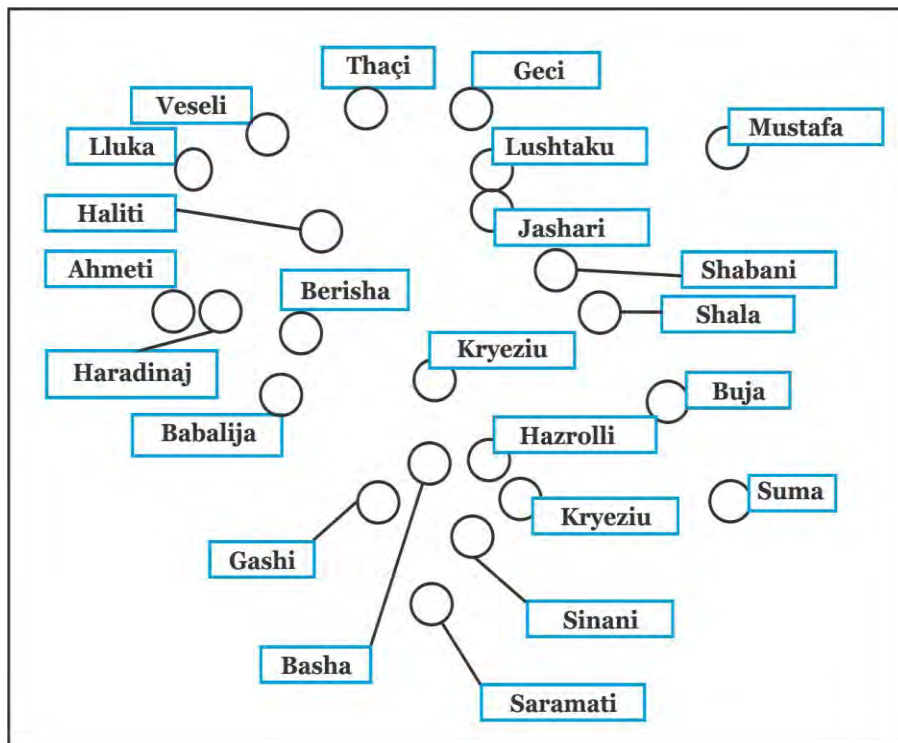 Thaçi
Geci
Veseli
Mustafa
Lluka
Lushtaku
Haliti
Jashari
Ahmeti
Shabani
Berisha
Shala
Kryeziu
Haradinaj
Buja
Babalija
Hazrolli
Suma
Kryeziu
Gashi
Sinani
Basha
Saramati